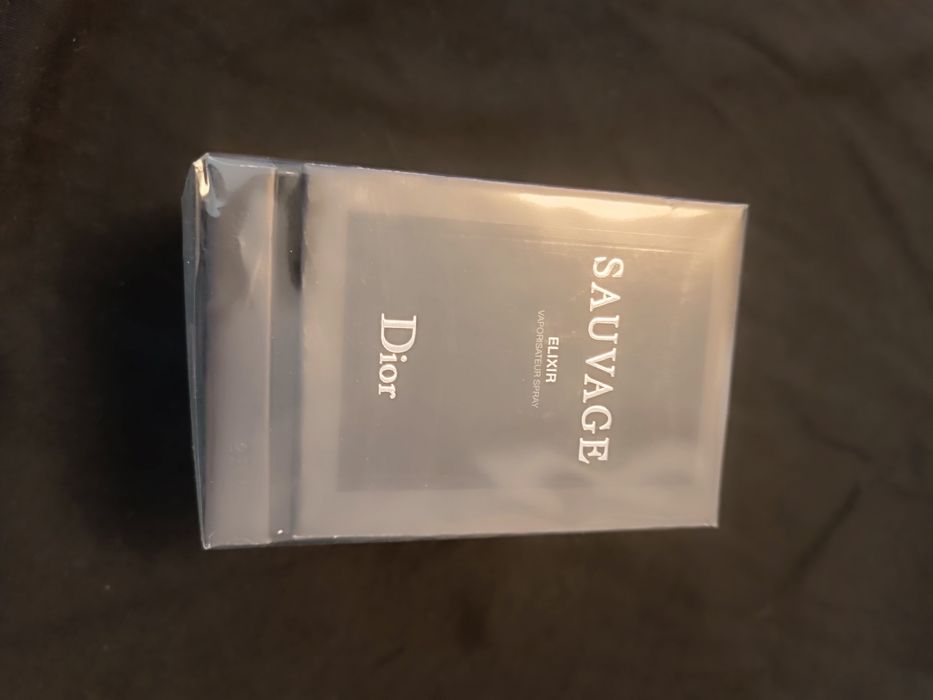 SAUVAGE
ELIXIR
VAPORISATEUR SPRAY
Dior